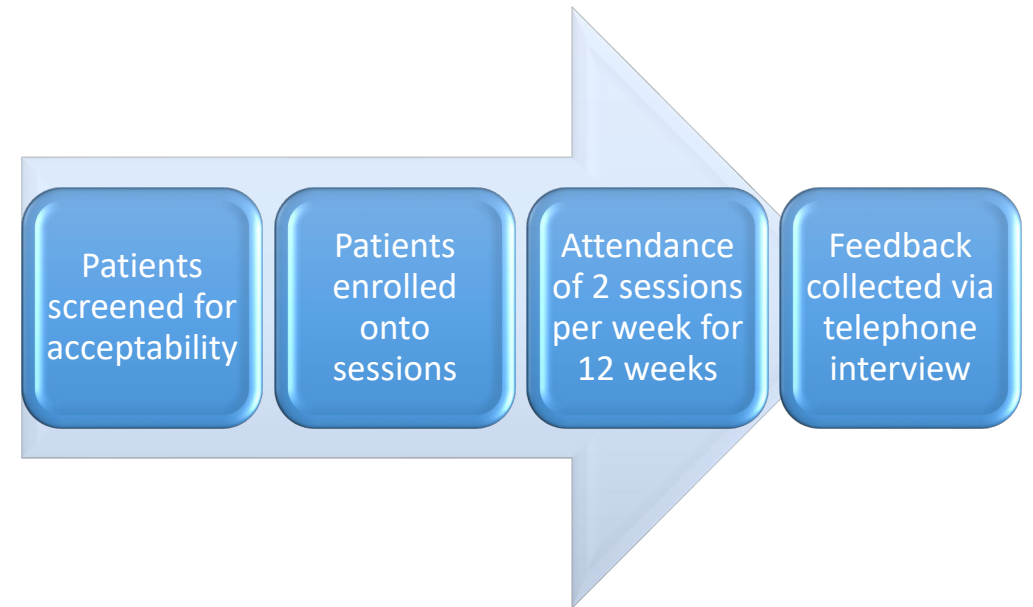 Patients
screened for
acceptability
Patients
enrolled
onto
sessions
Attendance
of 2 sessions
per week for
12 weeks
Feedback
collected via
telephone
interview